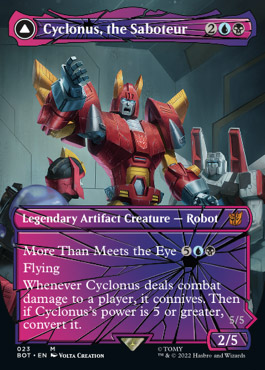 Cyclonus, the Saboteur 2
Legendary Artifact Creature — Robot
More Than Meets the Eye 5
Flying
Whenever Cyclonus deals combat
damage to a player, it connives. Then
if Cyclonus's power is 5 or greater,
convert it.
5/5
2/5
023 M
BOT • EN VOLTA CREATION
© TOMY
™ & © 2022 Hasbro and Wizards